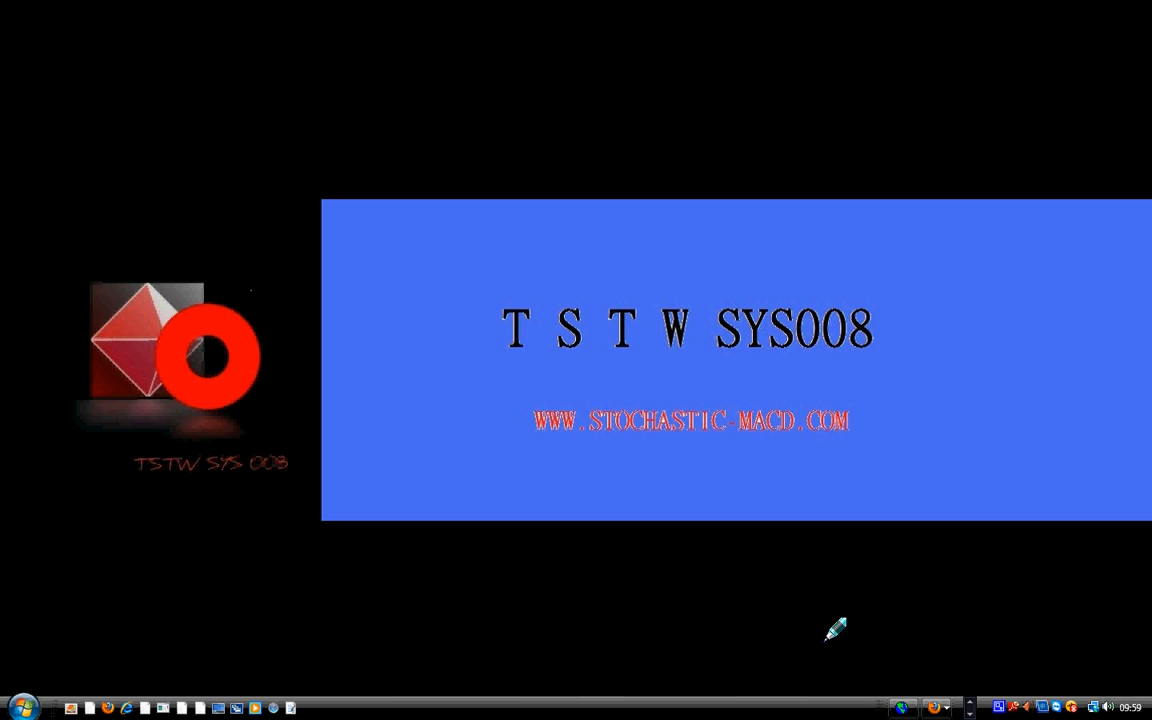 T S T W SYS008
WWW.STOCHASTIC-MACD.COM
TSTW SYS 008
09:59